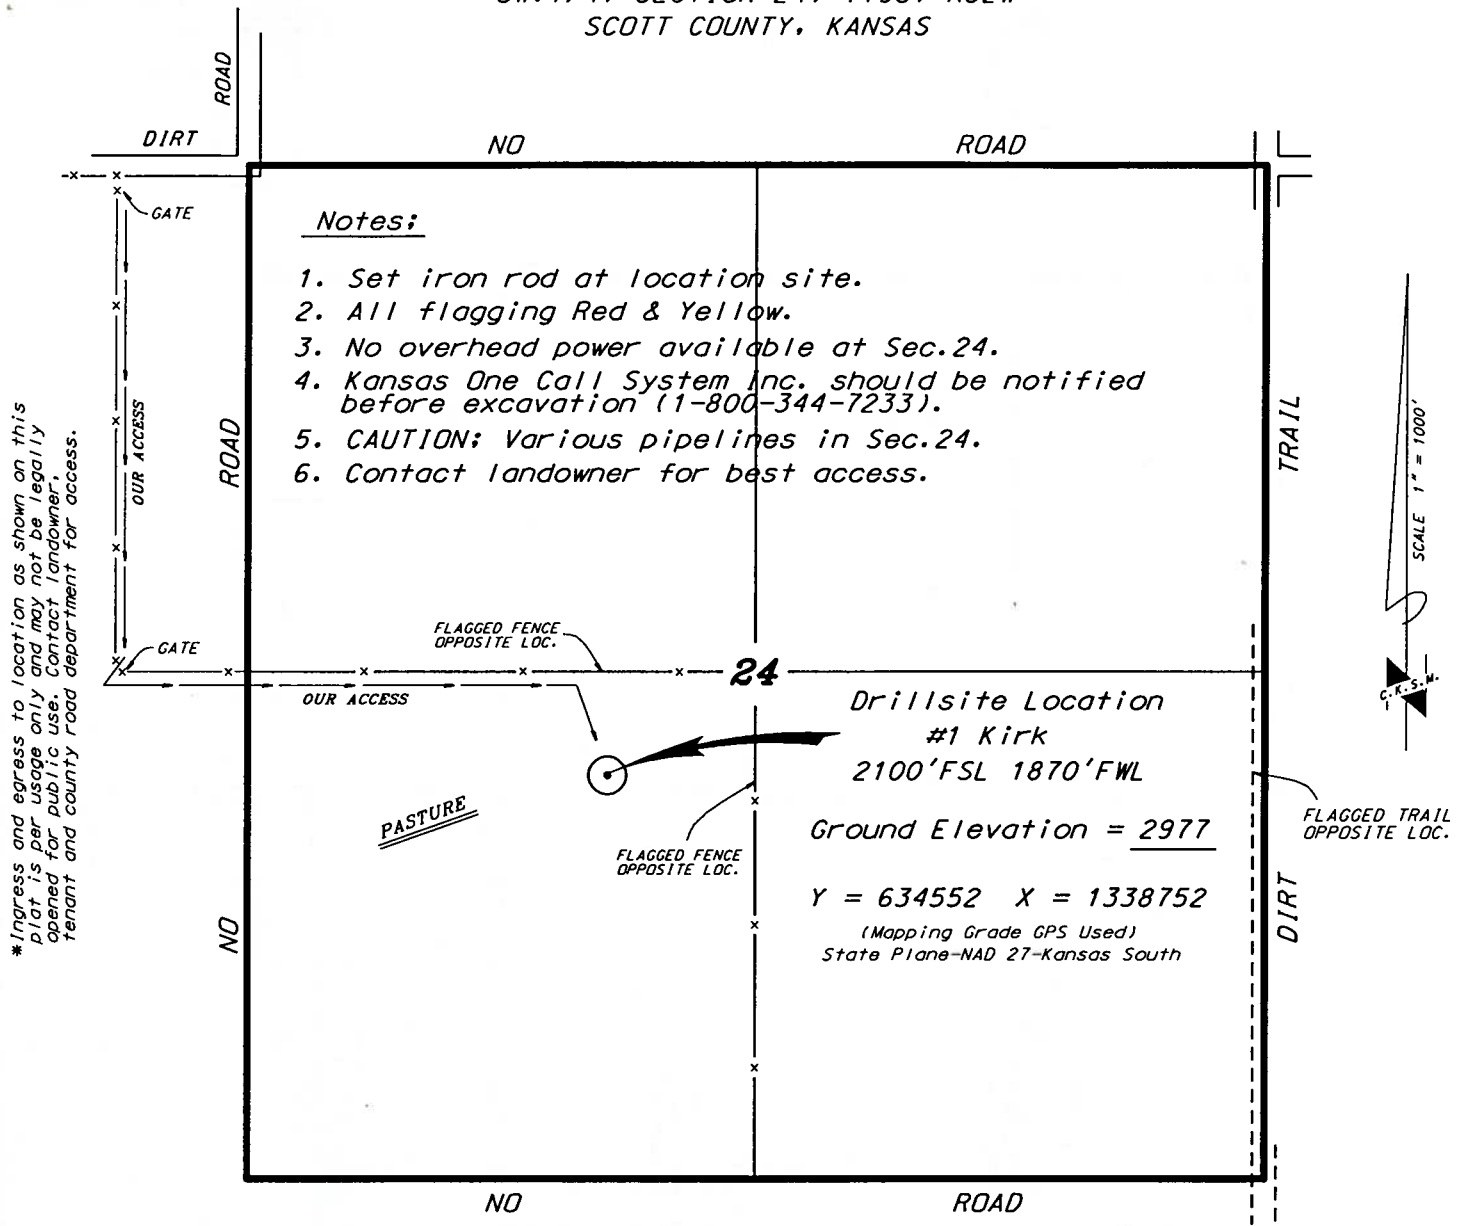 SCOTT COUNTY, KANSAS
ROAD
DIRT
NO
ROAD
GATE
Notes:
1. Set iron rod at location site.
2. All flagging Red & Yellow.
3. No overhead power available at Sec.24.
4. Kansas One Call System Inc. should be notified
before excavation (1-800-344-7233).
5. CAUTION: Various pipelines in Sec.24.
6. Contact landowner for best access.
OUR ACCESS
ROAD
TRAIL
SCALE 1" = 1000'
*Ingress and egress to location as shown on this
plat is per usage only and may not be legally
opened for public use. Contact landowner,
tenant and county road department for access.
GATE
FLAGGED FENCE
OPPOSITE LOC.
24
OUR ACCESS
C.K.S.M.
Drillsite Location
#1 Kirk
2100'FSL 1870'FWL
PASTURE
FLAGGED FENCE
OPPOSITE LOC.
Ground Elevation = 2977
FLAGGED TRAIL
OPPOSITE LOC.
Y = 634552 X = 1338752
(Mapping Grade GPS Used)
State Plane-NAD 27-Kansas South
NO
DIRT
NO
ROAD